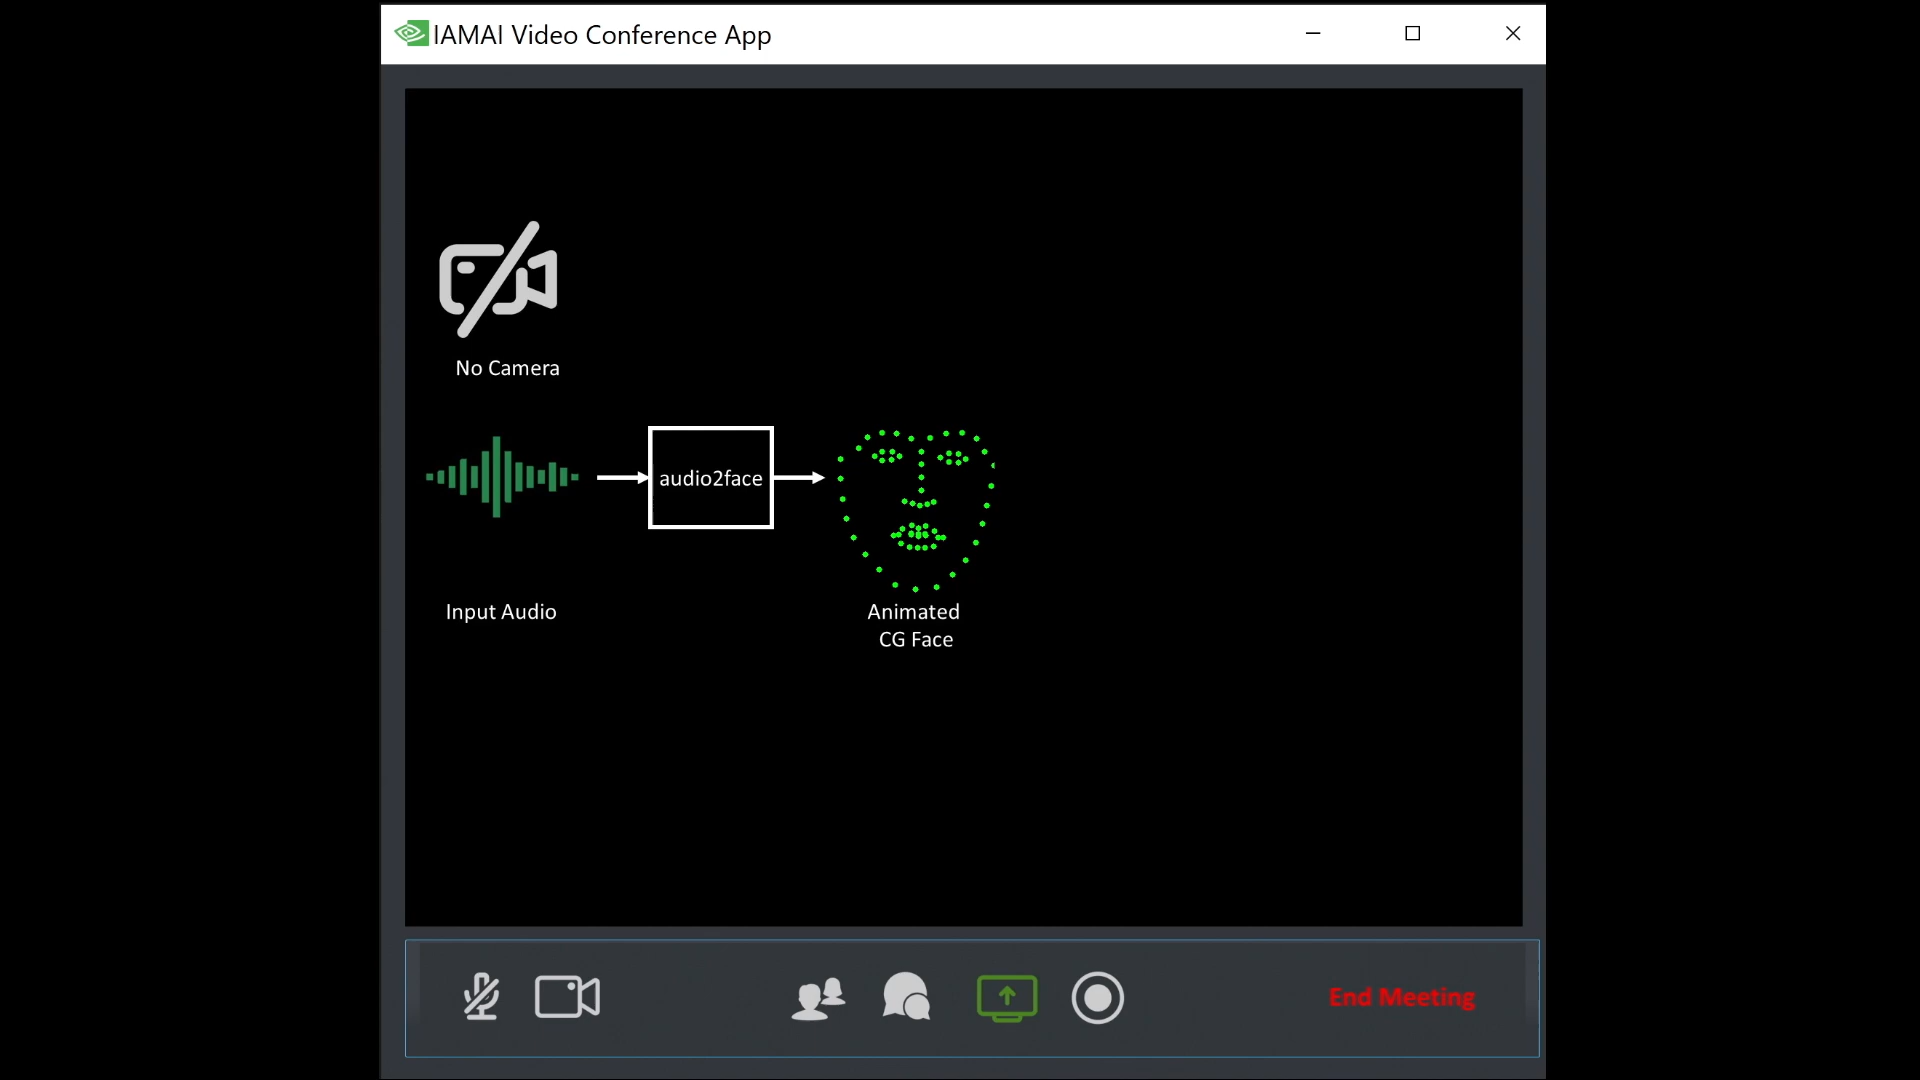 IAMAI Video Conference App
No Camera
audio2face
Input Audio
Animated
CG Face
End Meeting